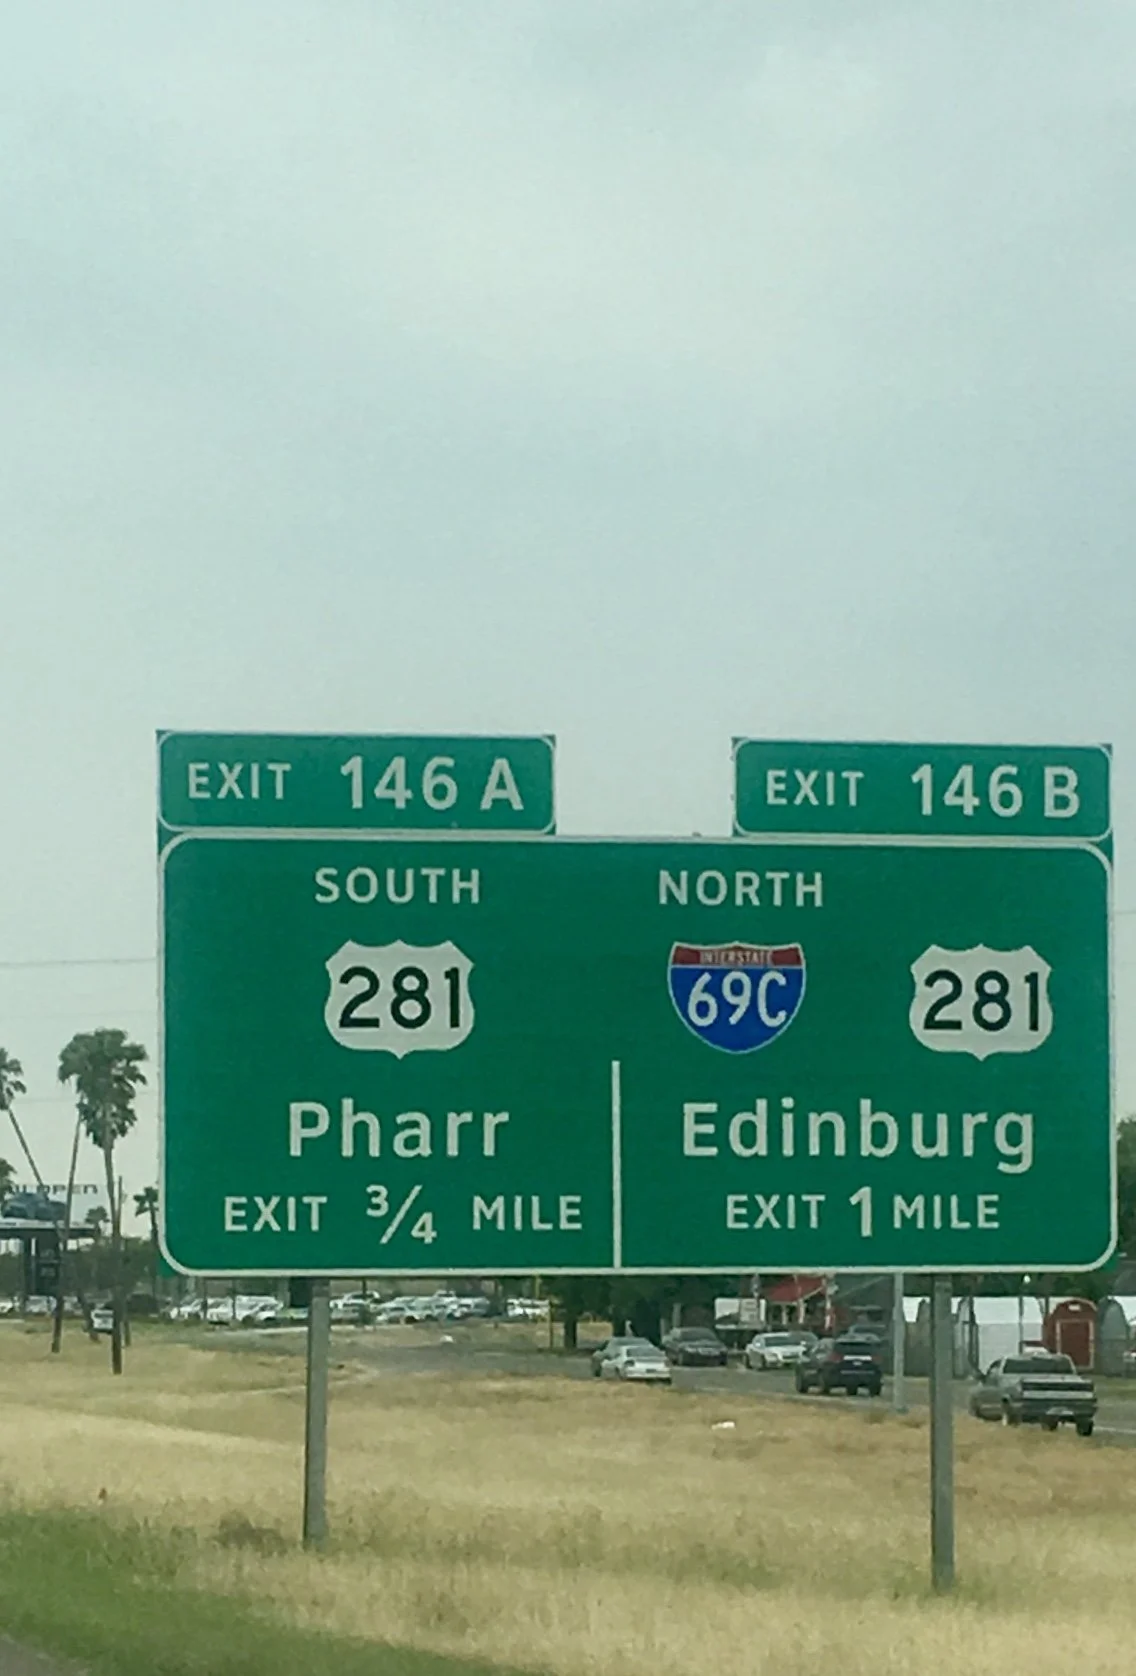 EXIT 146 A
EXIT 146 B
SOUTH
281
Pharr
EXIT 3/4 MILE
NORTH
INTERSTATE
69C
281
Edinburg
EXIT 1 MILE